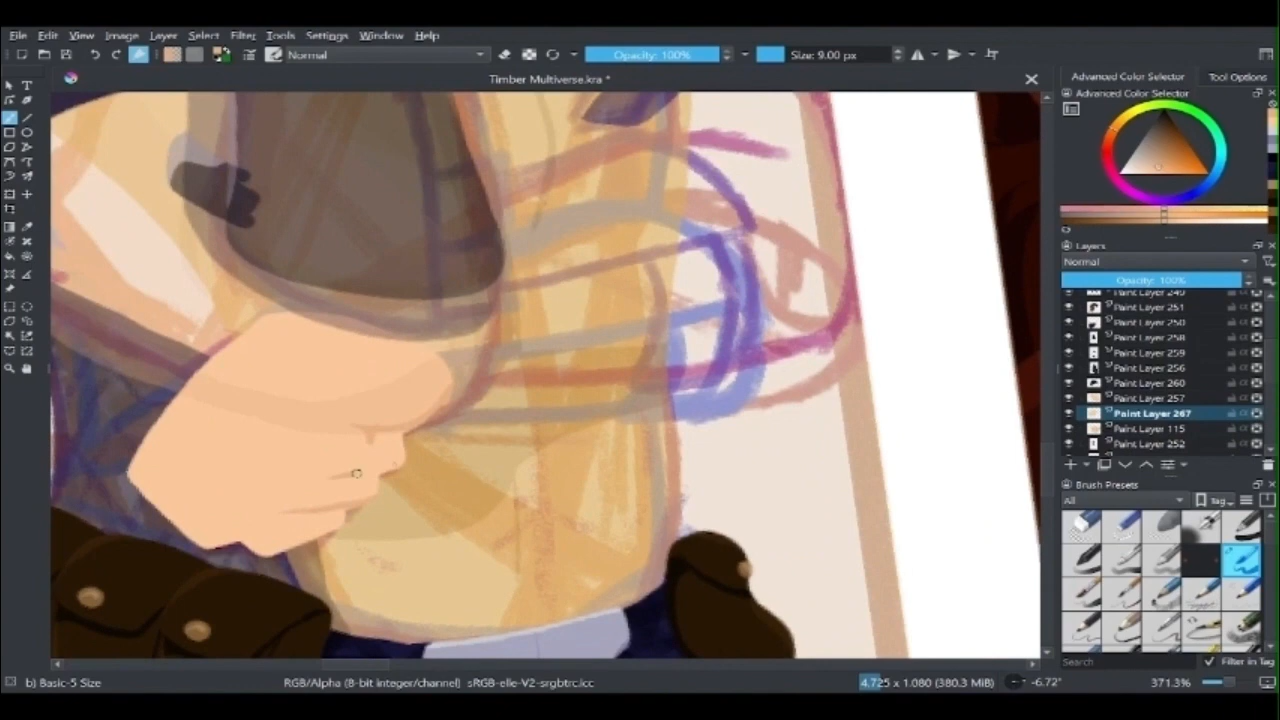 File Edit View Image Layer Select Filter Tools Settings Window Help
Normal Opacity: 100% Size: 9.00 px
Timber Multiverse.kra *
Advanced Color Selector Tool Options
Advanced Color Selector
Layers
Normal
Opacity: 100%
Paint Layer 249
Paint Layer 251
Paint Layer 250
Paint Layer 258
Paint Layer 259
Paint Layer 256
Paint Layer 260
Paint Layer 257
Paint Layer 267
Paint Layer 115
Paint Layer 252
Brush Presets
All Tag
Search Filter in Tag
b) Basic-5 Size RGB/Alpha (8-bit integer/channel) sRGB-elle-V2-srgbtrc.icc 4.725 x 1.080 (380.3 MiB) -6.72° 371.3%